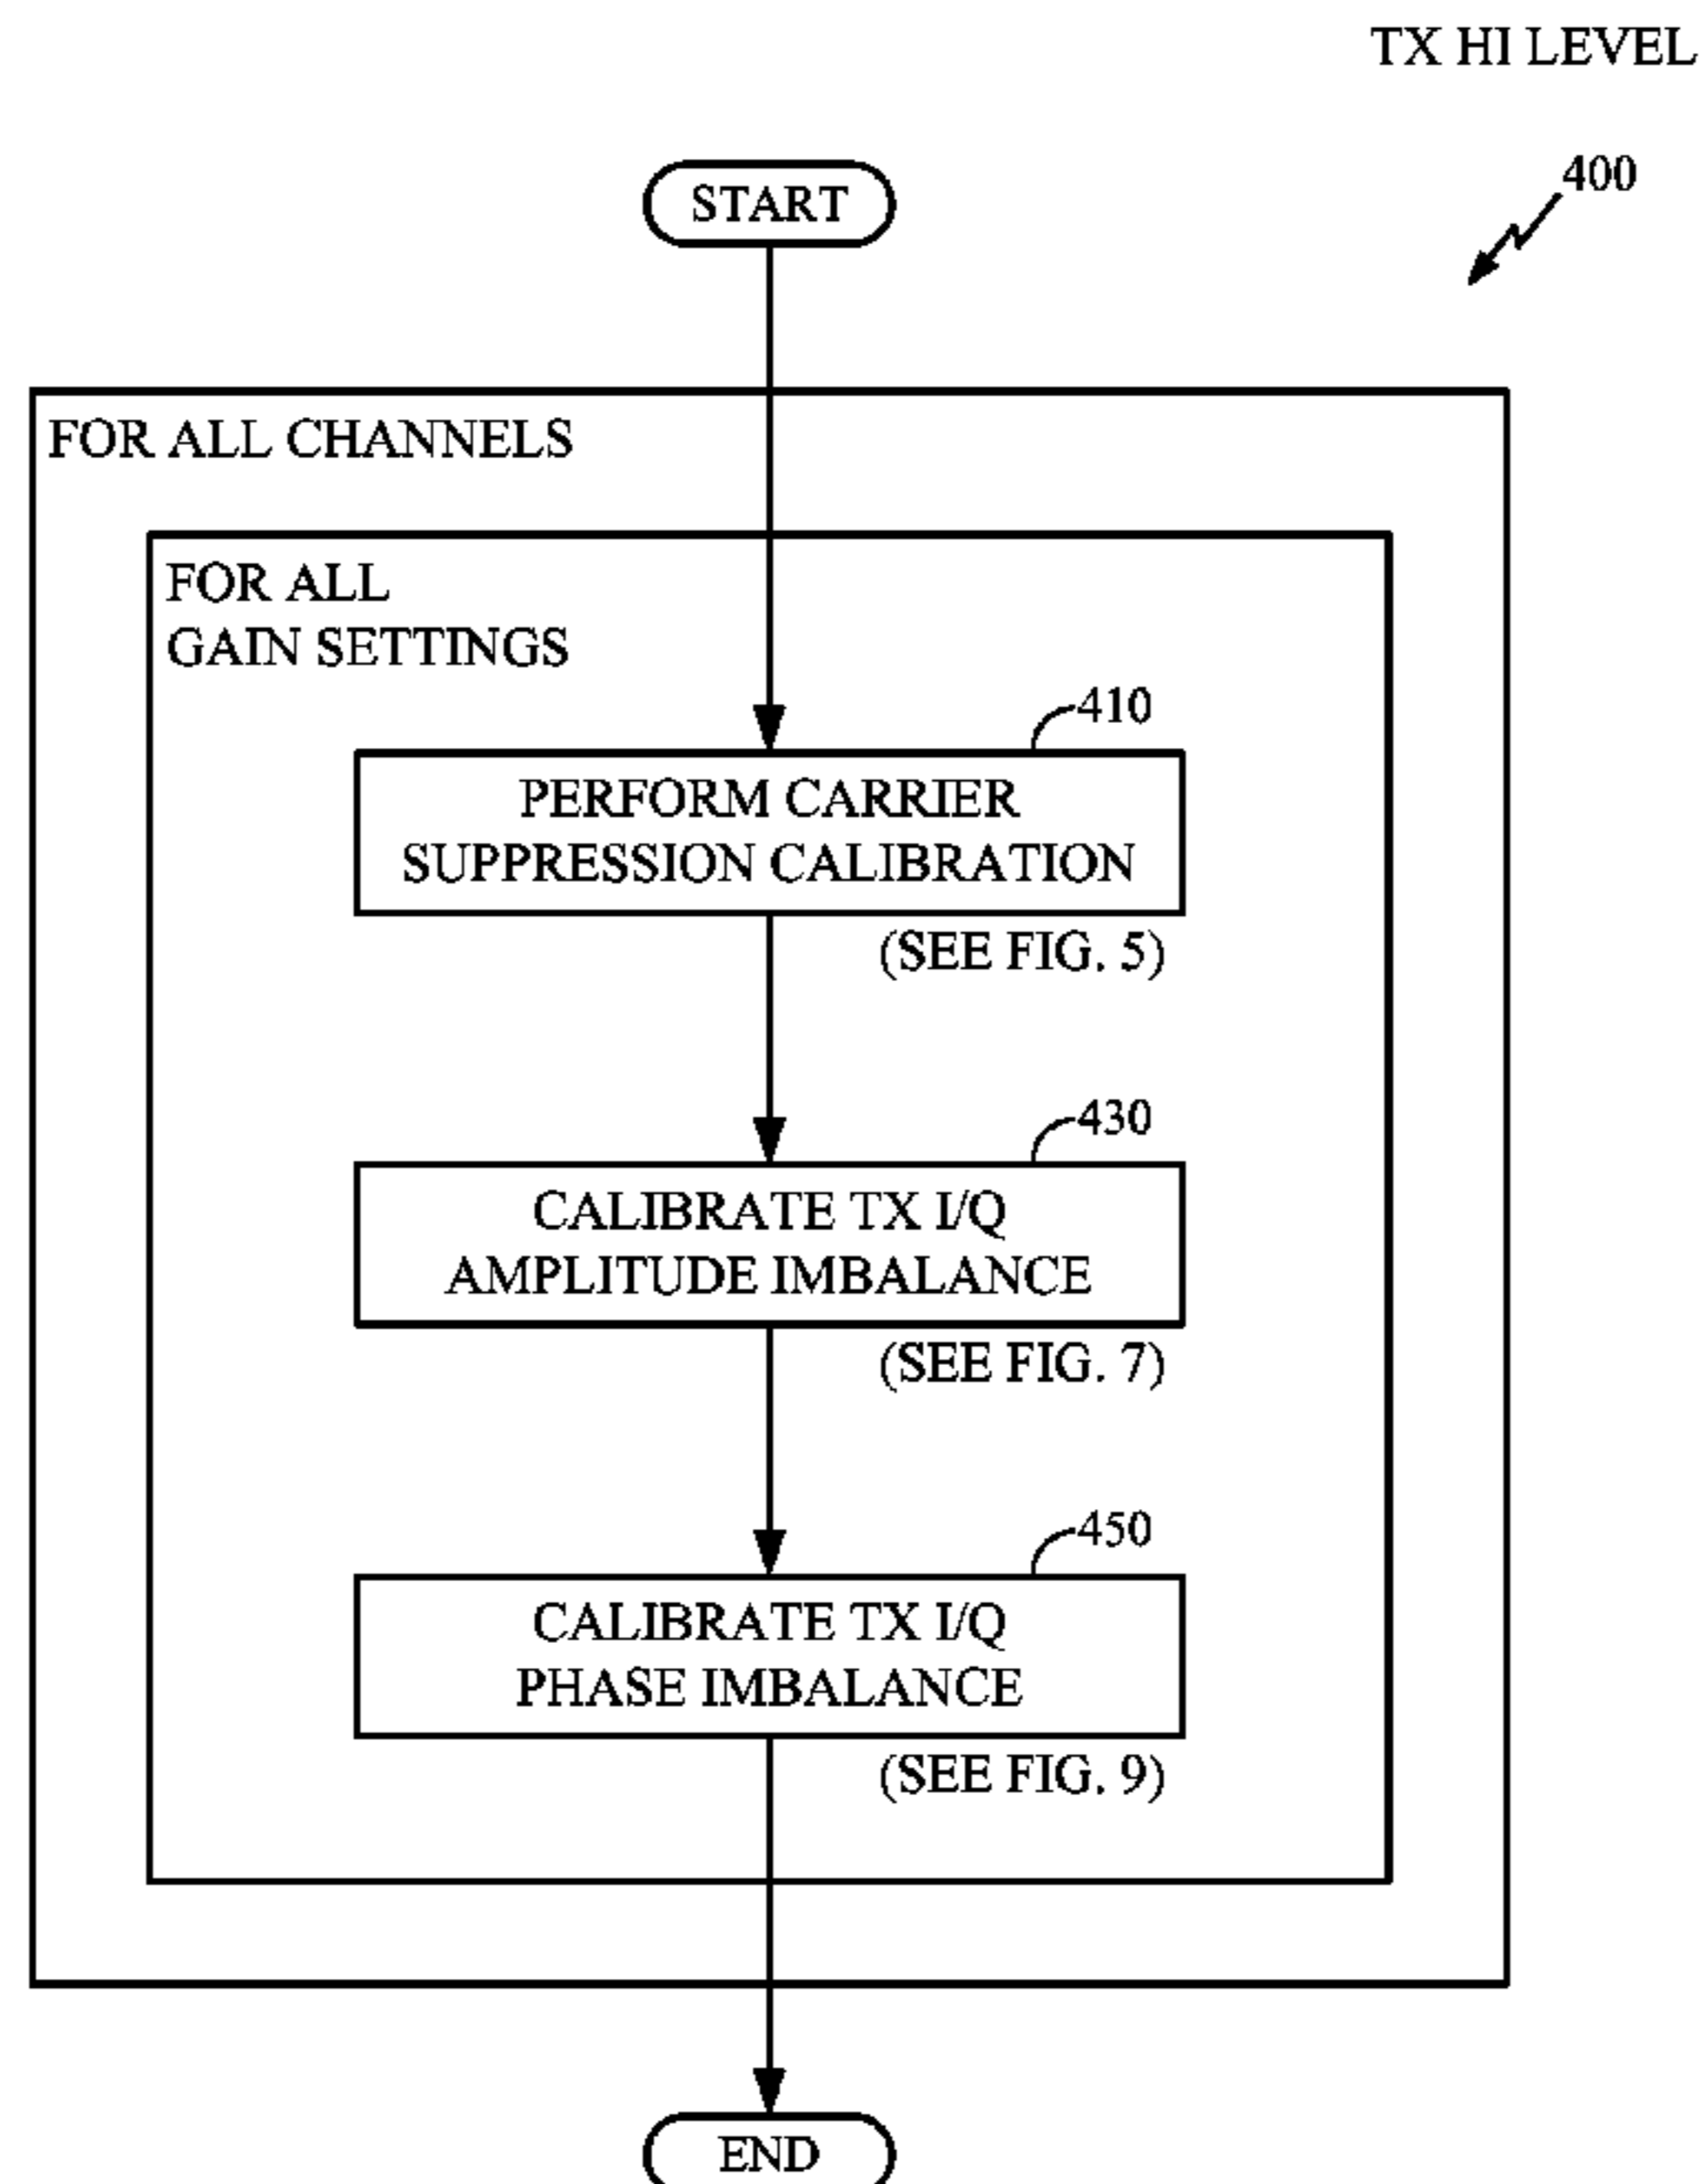 TX HI LEVEL
400
START
FOR ALL CHANNELS
FOR ALL
GAIN SETTINGS
410
PERFORM CARRIER
SUPPRESSION CALIBRATION
(SEE FIG. 5)
430
CALIBRATE TX I/Q
AMPLITUDE IMBALANCE
(SEE FIG. 7)
450
CALIBRATE TX I/Q
PHASE IMBALANCE
(SEE FIG. 9)
END